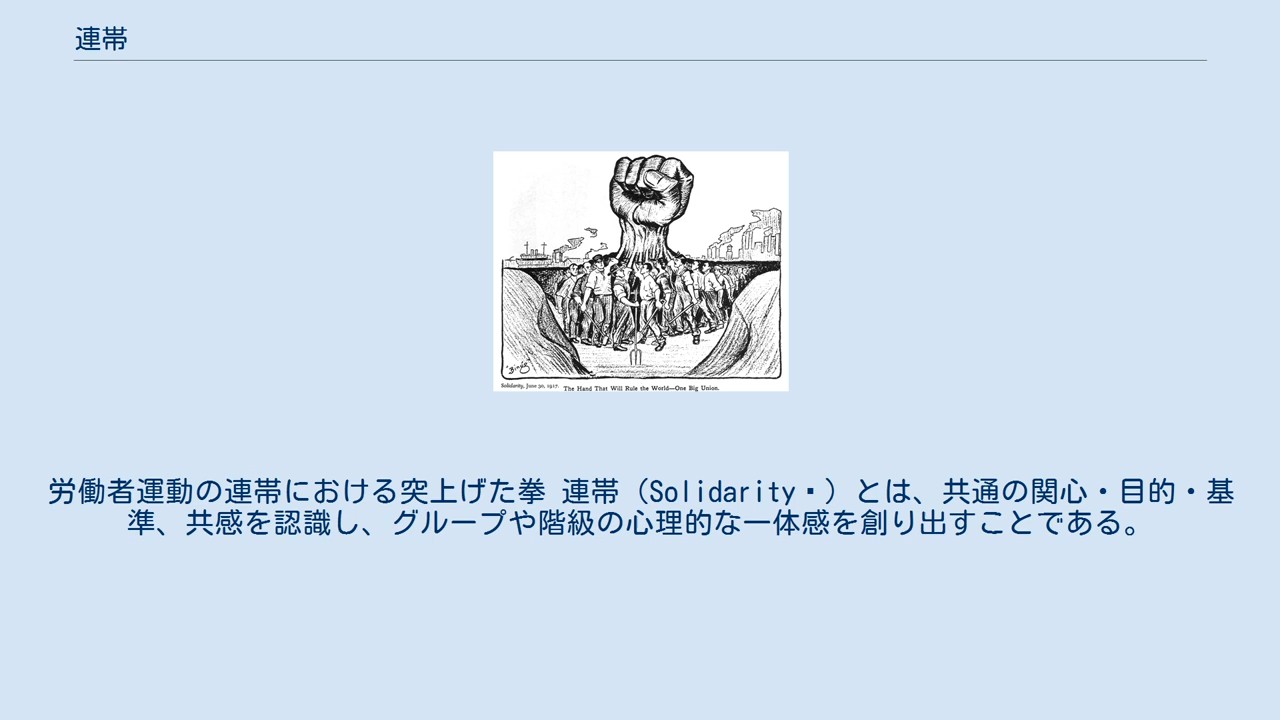 連帯
"Bingo"
Solidarity, June 30, 1917. The Hand That Will Rule the World—One Big Union.
労働者運動の連帯における突上げた拳 連帯（Solidarity▪）とは、共通の関心・目的・基
準、共感を認識し、グループや階級の心理的な一体感を創り出すことである。